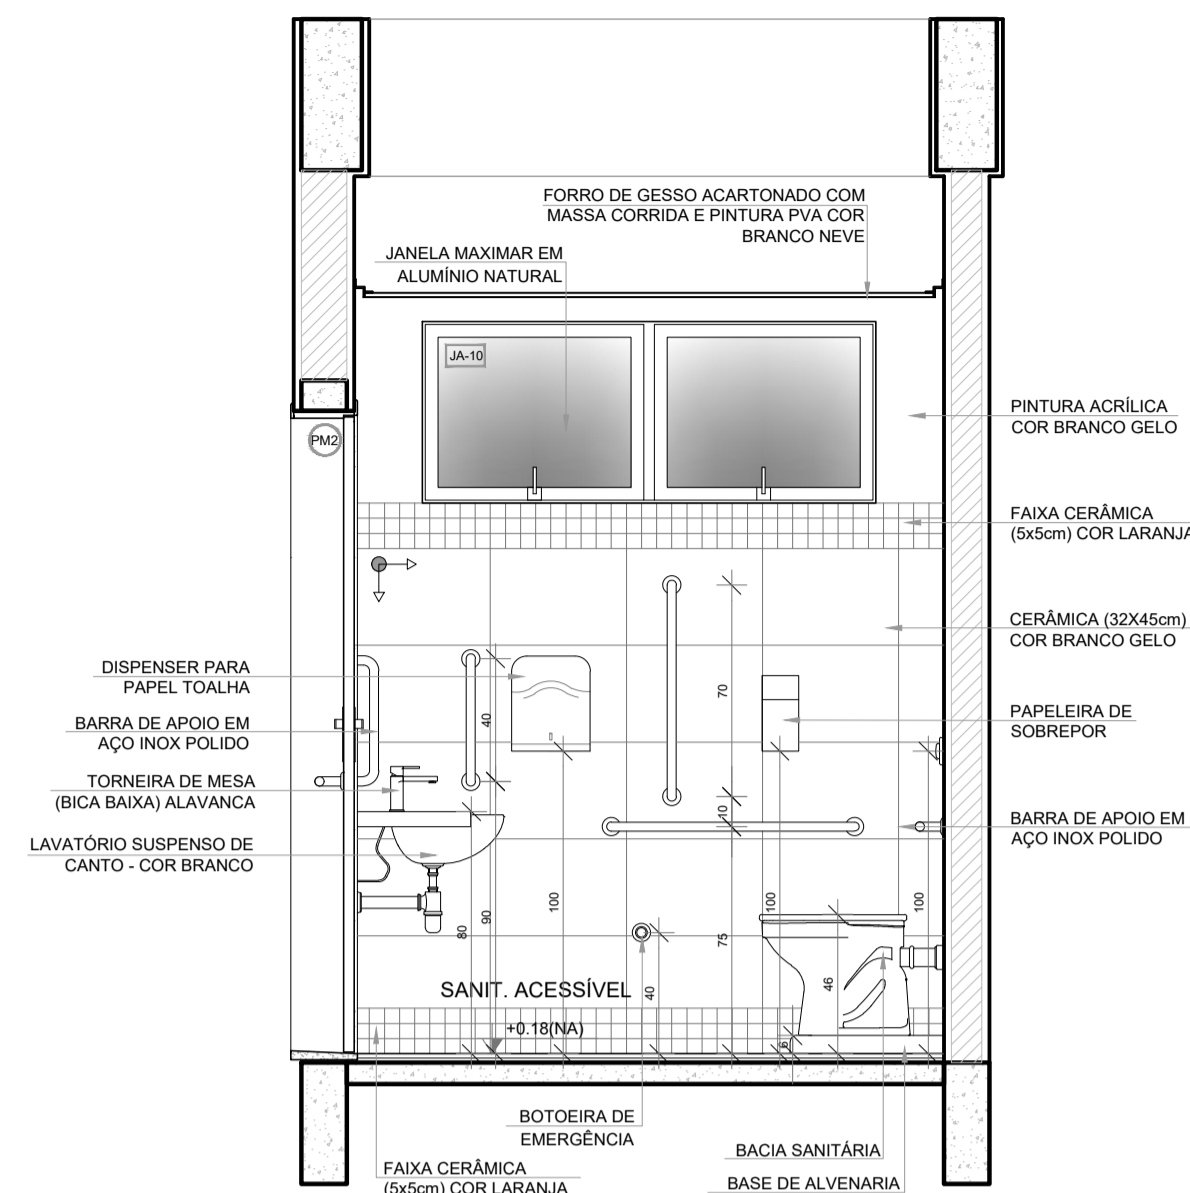 FORRO DE GESSO ACARTONADO COM
MASSA CORRIDA E PINTURA PVA COR
BRANCO NEVE
JANELA MAXIMAR EM
ALUMÍNIO NATURAL
JA-10
PM2
PINTURA ACRÍLICA
COR BRANCO GELO
FAIXA CERÂMICA
(5x5cm) COR LARANJA
CERÂMICA (32X45cm)
COR BRANCO GELO
DISPENSER PARA
PAPEL TOALHA
BARRA DE APOIO EM
AÇO INOX POLIDO
TORNEIRA DE MESA
(BICA BAIXA) ALAVANCA
LAVATÓRIO SUSPENSO DE
CANTO - COR BRANCO
PAPELEIRA DE
SOBREPOR
BARRA DE APOIO EM
AÇO INOX POLIDO
40
70
10
80
90
100
40
75
100
46
100
6
SANIT. ACESSÍVEL
+0.18(NA)
BOTOEIRA DE
EMERGÊNCIA
BACIA SANITÁRIA
BASE DE ALVENARIA
FAIXA CERÂMICA
(5x5cm) COR LARANJA